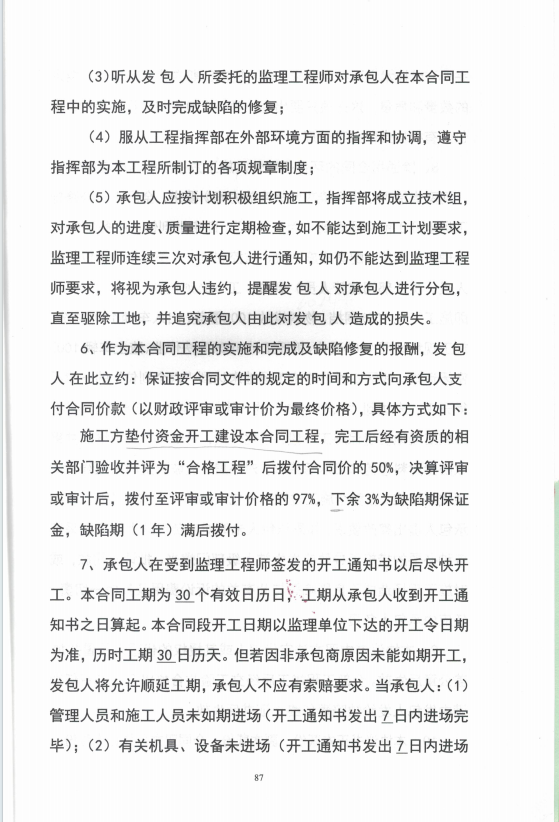 （3)听从发 包 人 所委托的监理工程师对承包人在本合同工
程中的实施，及时完成缺陷的修复；
（4）服从工程指挥部在外部环境方面的指挥和协调，遵守
指挥部为本工程所制订的各项规章制度；
（5）承包人应按计划积极组织施工，指挥部将成立技术组，
对承包人的进度、质量进行定期检查，如不能达到施工计划要求，
监理工程师连续三次对承包人进行通知，如仍不能达到监理工程
师要求，将视为承包人违约，提醒发 包 人 对承包人进行分包，
直至驱除工地，并追究承包人由此对发 包 人 造成的损失。
6、作为本合同工程的实施和完成及缺陷修复的报酬，发 包
人 在此立约：保证按合同文件的规定的时间和方式向承包人支
付合同价款（以财政评审或审计价为最终价格），具体方式如下：
施工方垫付资金开工建设本合同工程，完工后经有资质的相
关部门验收并评为“合格工程”后拨付合同价的 50%，决算评审
或审计后，拨付至评审或审计价格的 97%，下余 3%为缺陷期保证
金，缺陷期（1 年）满后拨付。
7、承包人在受到监理工程师签发的开工通知书以后尽快开
工。本合同工期为 30 个有效日历日，工期从承包人收到开工通
知书之日算起。本合同段开工日期以监理单位下达的开工令日期
为准，历时工期 30 日历天。但若因非承包商原因未能如期开工，
发包人将允许顺延工期，承包人不应有索赔要求。当承包人：（1）
管理人员和施工人员未如期进场（开工通知书发出 7 日内进场完
毕）；（2）有关机具、设备未进场（开工通知书发出 7 日内进场
87